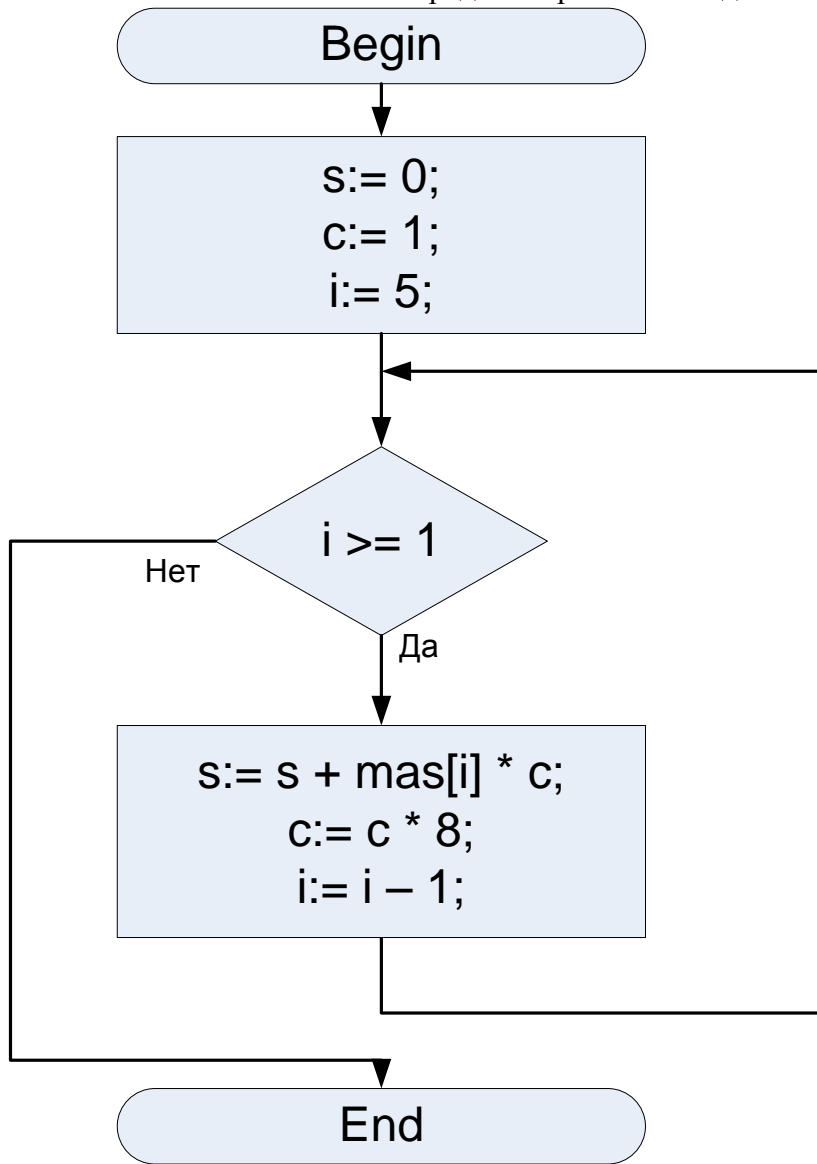 Begin
s:= 0;
c:= 1;
i:= 5;
i >= 1
Нет
Да
s:= s + mas[i] * c;
c:= c * 8;
i:= i – 1;
End